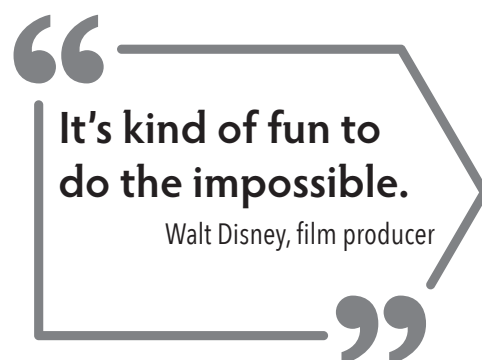 “
It’s kind of fun to
do the impossible.
Walt Disney, film producer
”